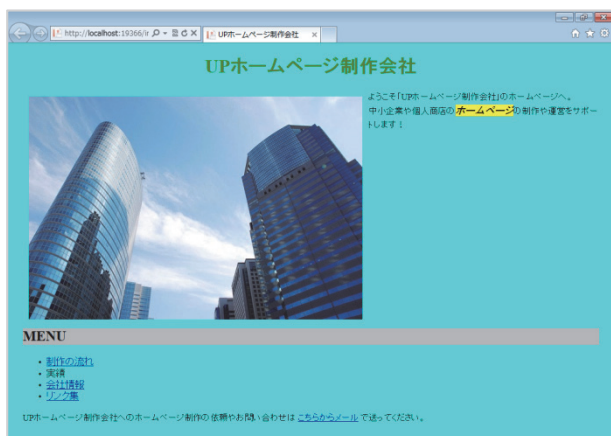 http://localhost:19366/ir
UPホームページ制作会社
UPホームページ制作会社
ようこそ「UPホームページ制作会社」のホームページへ。
中小企業や個人商店のホームページの制作や運営をサポー
トします！
MENU
制作の流れ
実績
会社情報
リンク集
UPホームページ制作会社へのホームページ制作の依頼やお問い合わせは こちらからメール で送ってください。